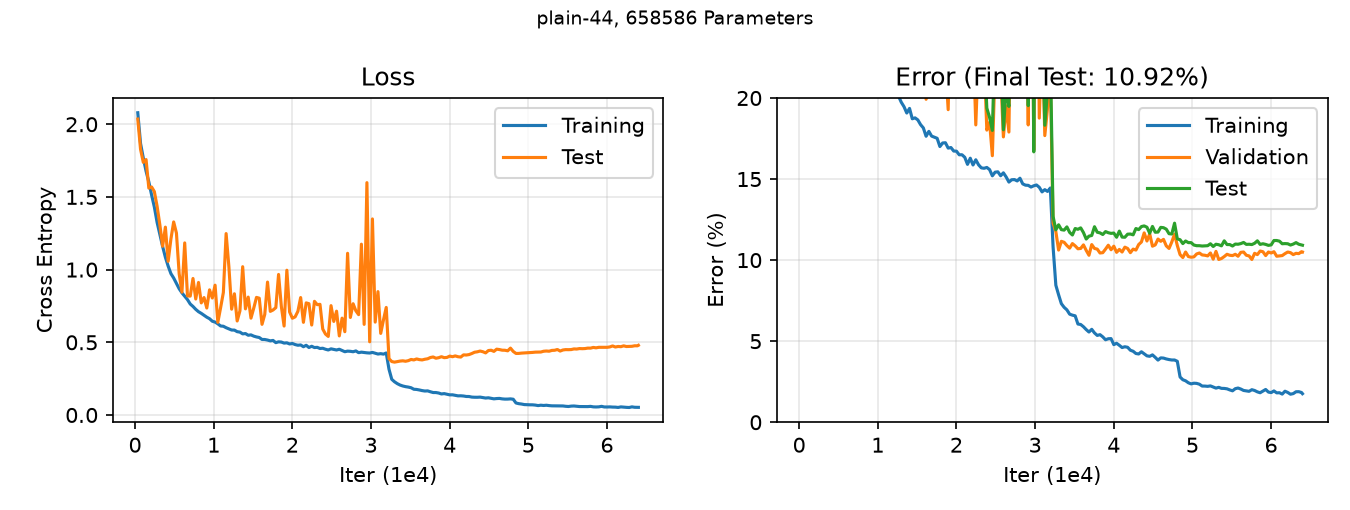 plain-44, 658586 Parameters
Loss
Cross Entropy
2.0
1.5
1.0
0.5
0.0
0 1 2 3 4 5 6
Iter (1e4)
Training
Test
Error (Final Test: 10.92%)
Error (%)
20
15
10
5
0
0 1 2 3 4 5 6
Iter (1e4)
Training
Validation
Test